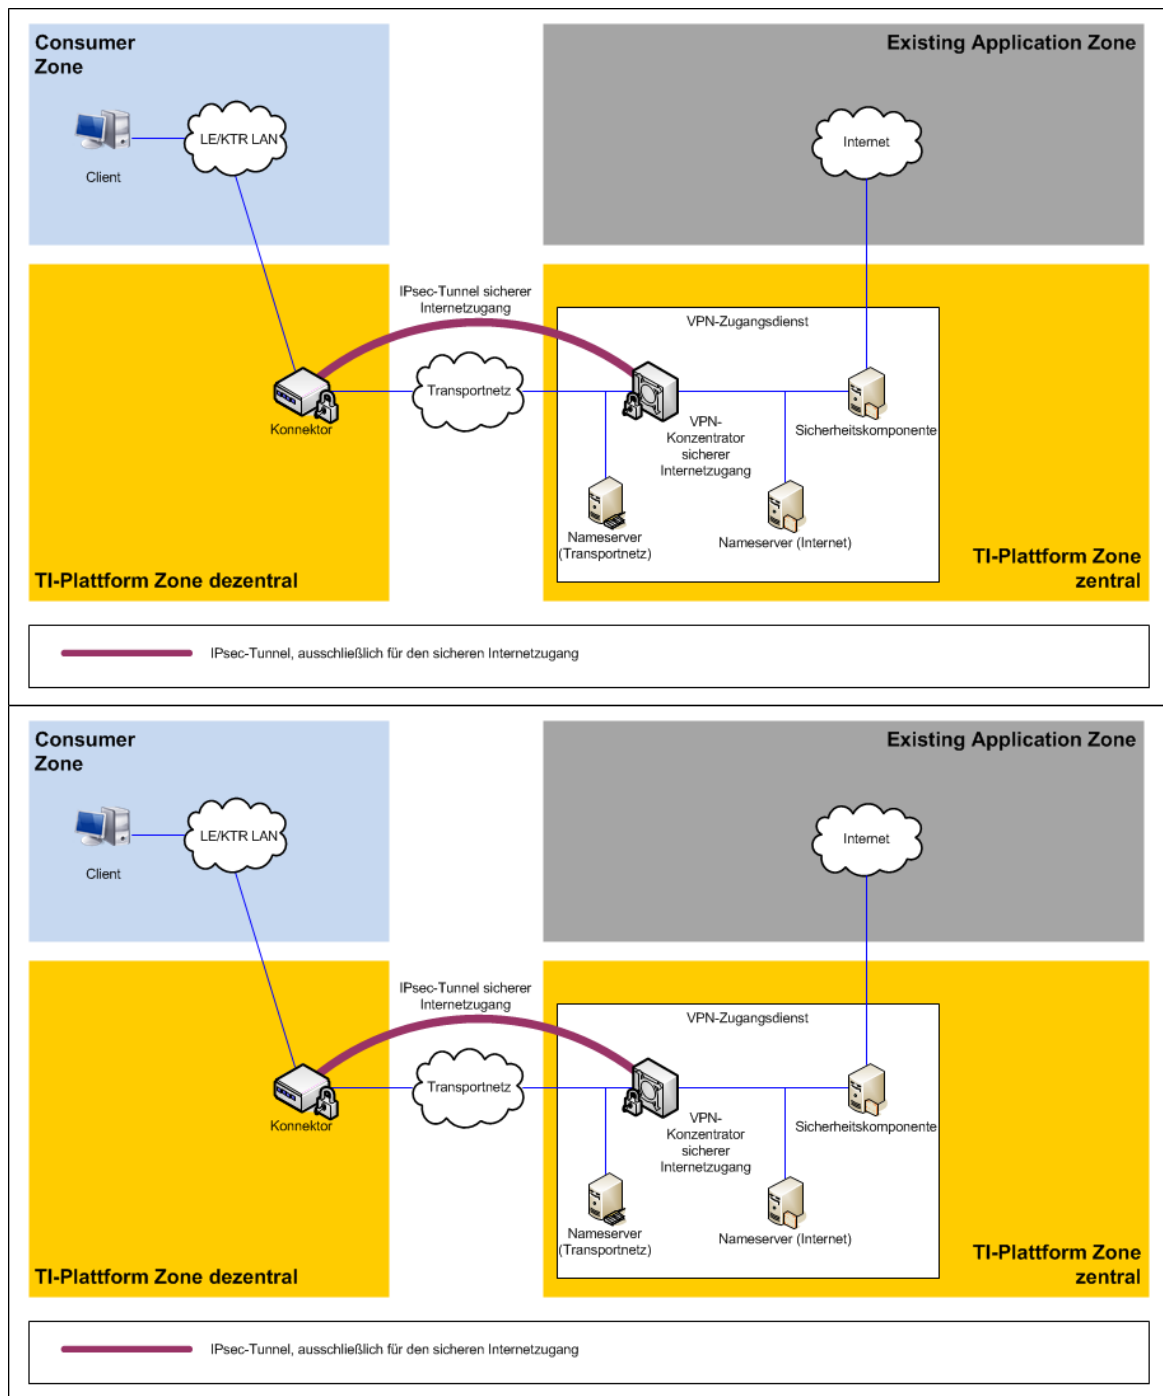 Consumer
Zone
Existing Application Zone
LE/KTR LAN
Internet
Client
IPsec-Tunnel sicherer
Internetzugang
VPN-Zugangsdienst
Transportnetz
Konnektor
VPN-
Konzentrator
sicherer
Internetzugang
Sicherheitskomponente
Nameserver
(Transportnetz)
Nameserver (Internet)
TI-Plattform Zone dezentral
TI-Plattform Zone
zentral
IPsec-Tunnel, ausschließlich für den sicheren Internetzugang
Consumer
Zone
Existing Application Zone
LE/KTR LAN
Internet
Client
IPsec-Tunnel sicherer
Internetzugang
VPN-Zugangsdienst
Transportnetz
Konnektor
VPN-
Konzentrator
sicherer
Internetzugang
Sicherheitskomponente
Nameserver
(Transportnetz)
Nameserver (Internet)
TI-Plattform Zone dezentral
TI-Plattform Zone
zentral
IPsec-Tunnel, ausschließlich für den sicheren Internetzugang